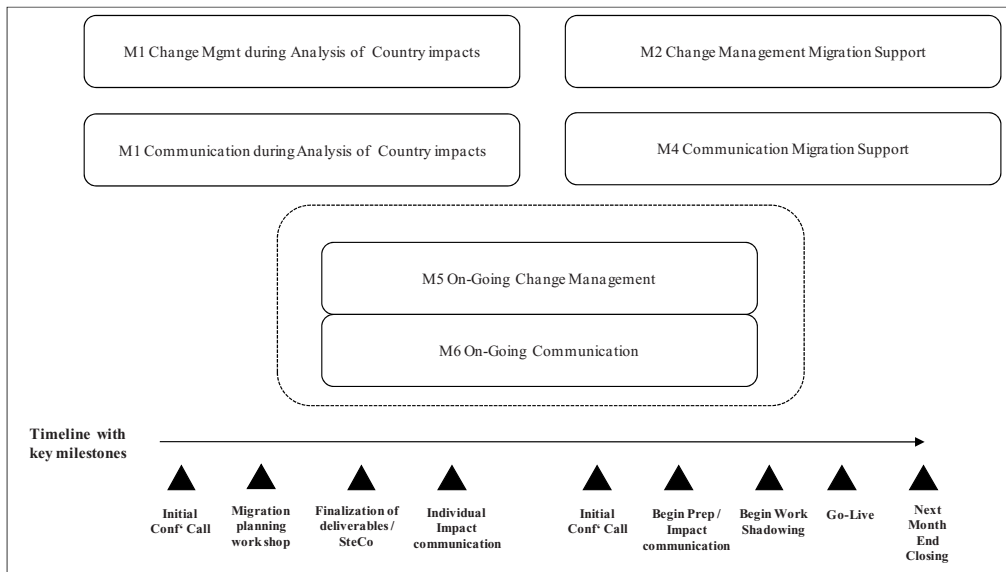 M1 Change Mgmt during Analysis of Country impacts
M2 Change Management Migration Support
M1 Communication during Analysis of Country impacts
M4 Communication Migration Support
M5 On-Going Change Management
M6 On-Going Communication
Timeline with
key milestones
Initial
Conf‘ Call
Migration
planning
workshop
Finalization of
deliverables /
SteCo
Individual
Impact
communication
Initial
Conf‘ Call
Begin Prep /
Impact
communication
Begin Work
Shadowing
Go-Live
Next
Month
End
Closing